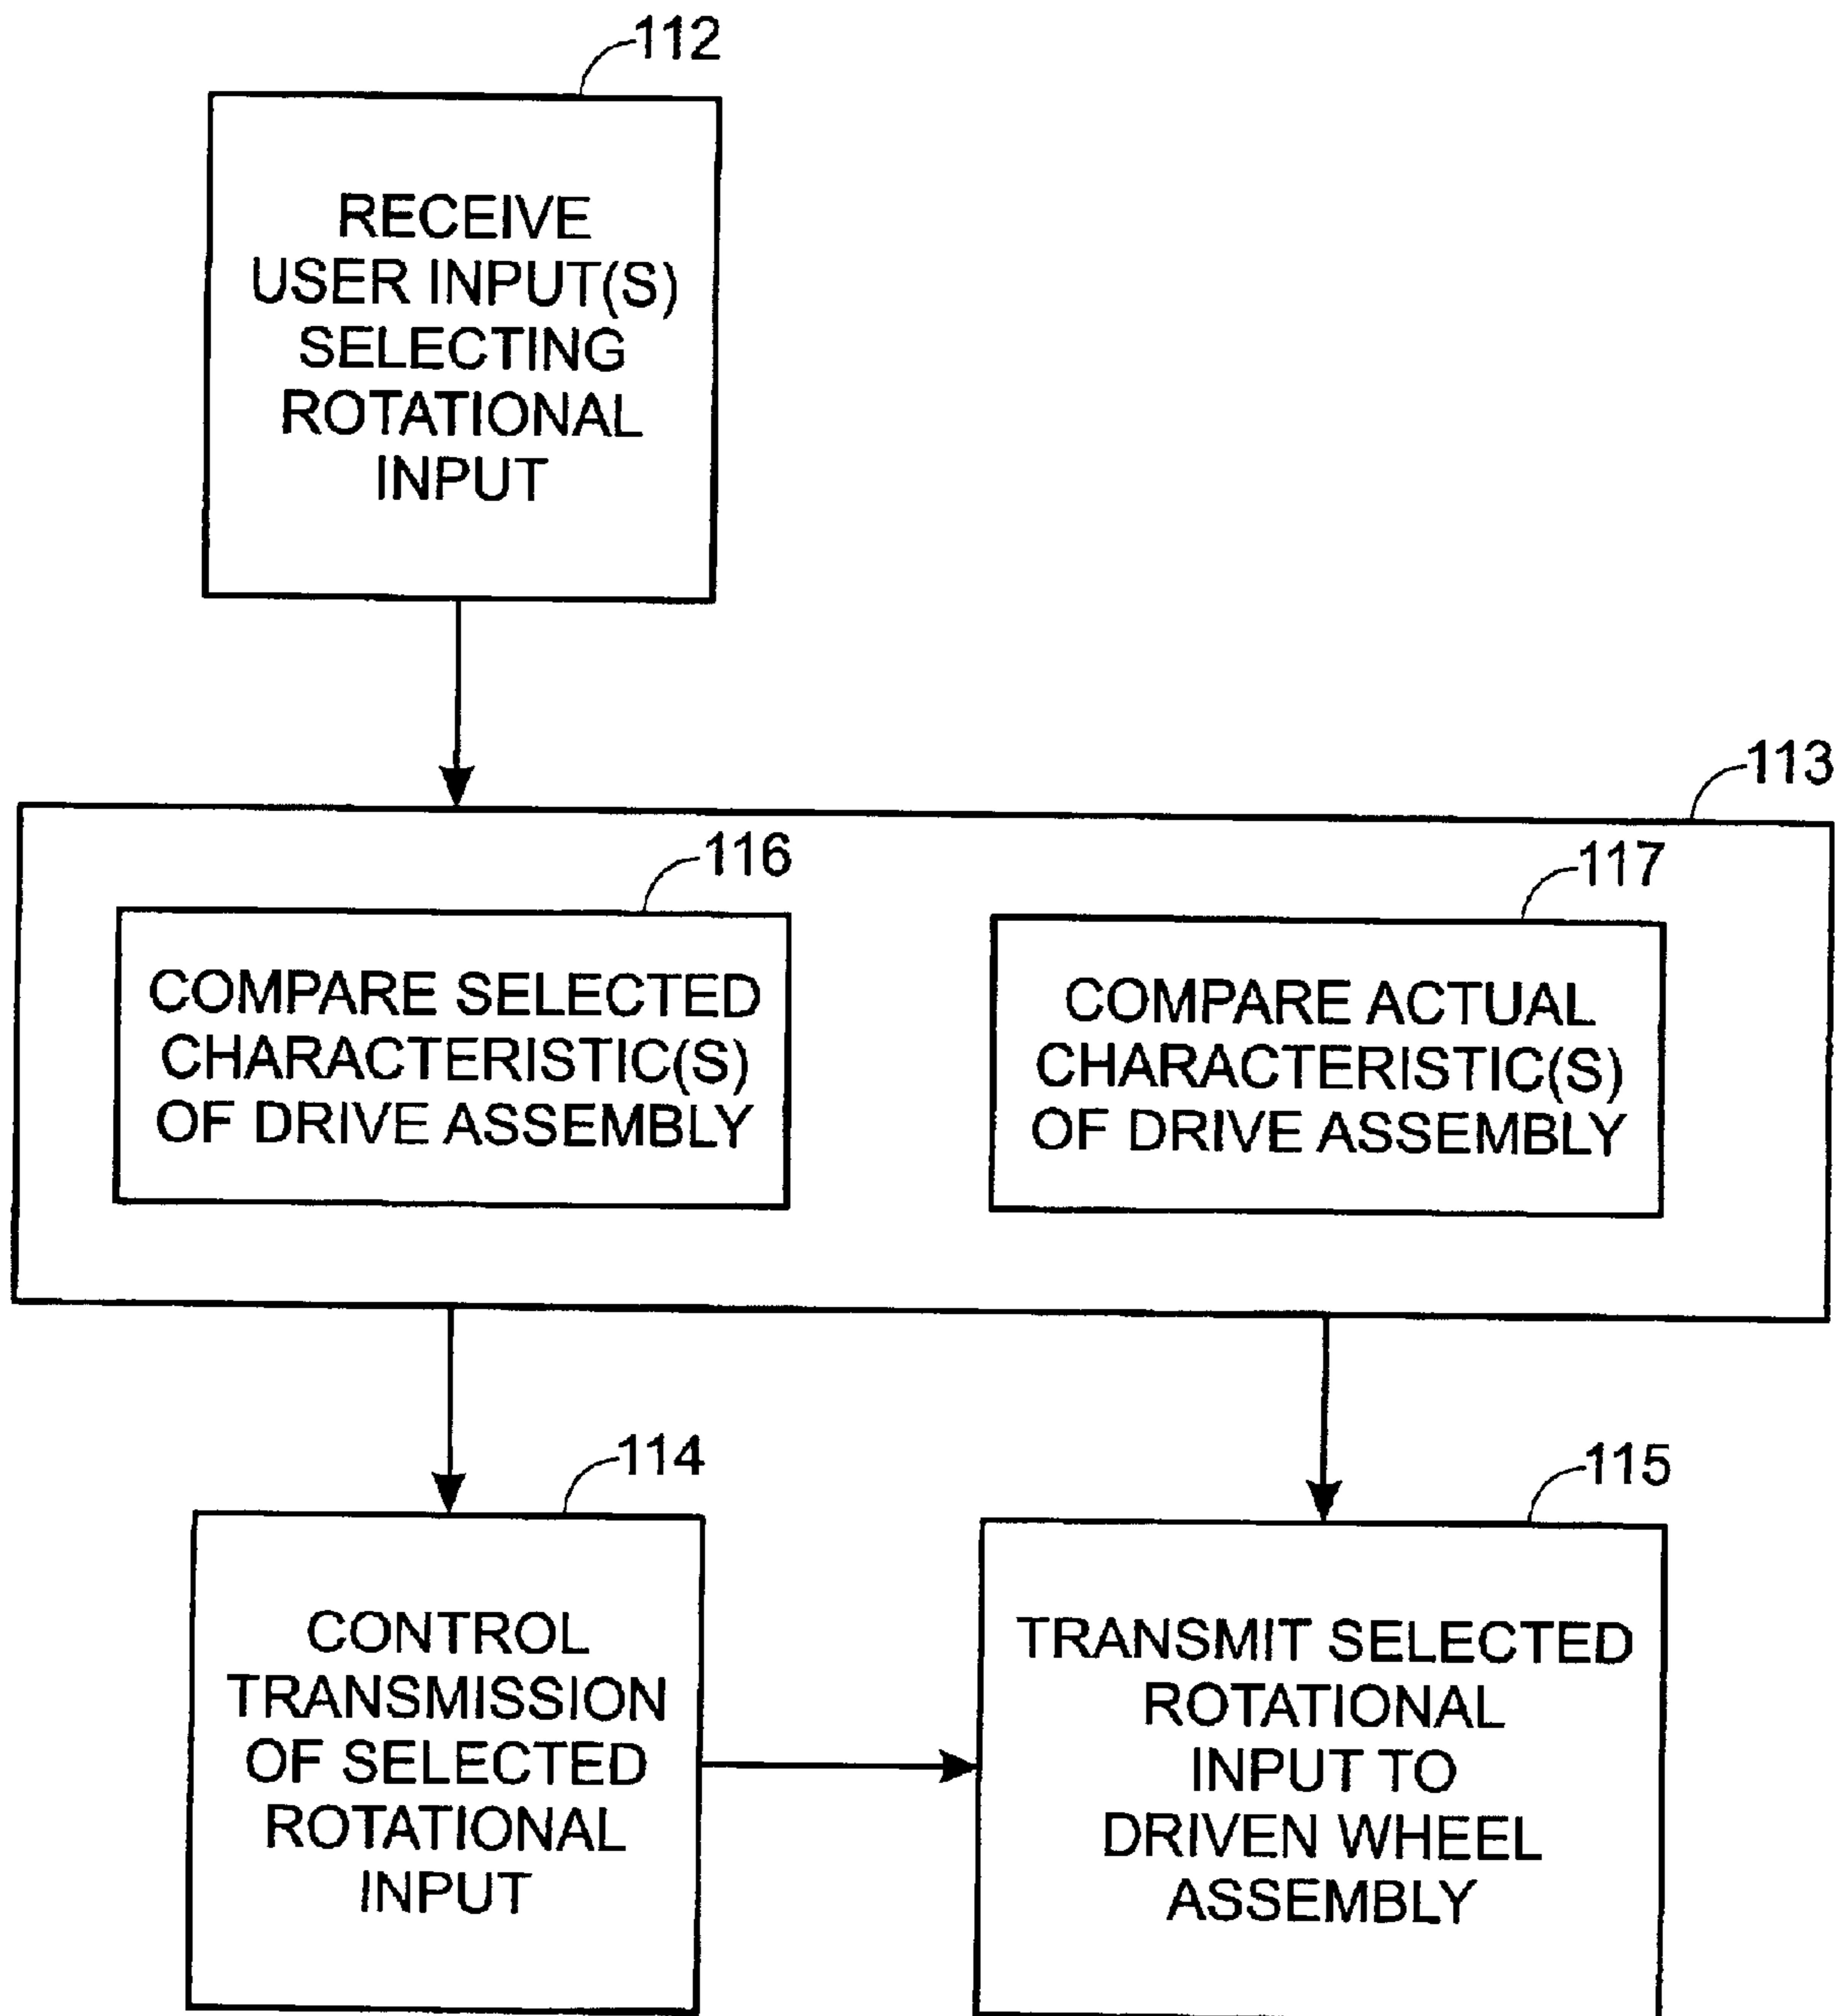 112
RECEIVE
USER INPUT(S)
SELECTING
ROTATIONAL
INPUT
113
116
COMPARE SELECTED
CHARACTERISTIC(S)
OF DRIVE ASSEMBLY
117
COMPARE ACTUAL
CHARACTERISTIC(S)
OF DRIVE ASSEMBLY
114
CONTROL
TRANSMISSION
OF SELECTED
ROTATIONAL
INPUT
115
TRANSMIT SELECTED
ROTATIONAL
INPUT TO
DRIVEN WHEEL
ASSEMBLY